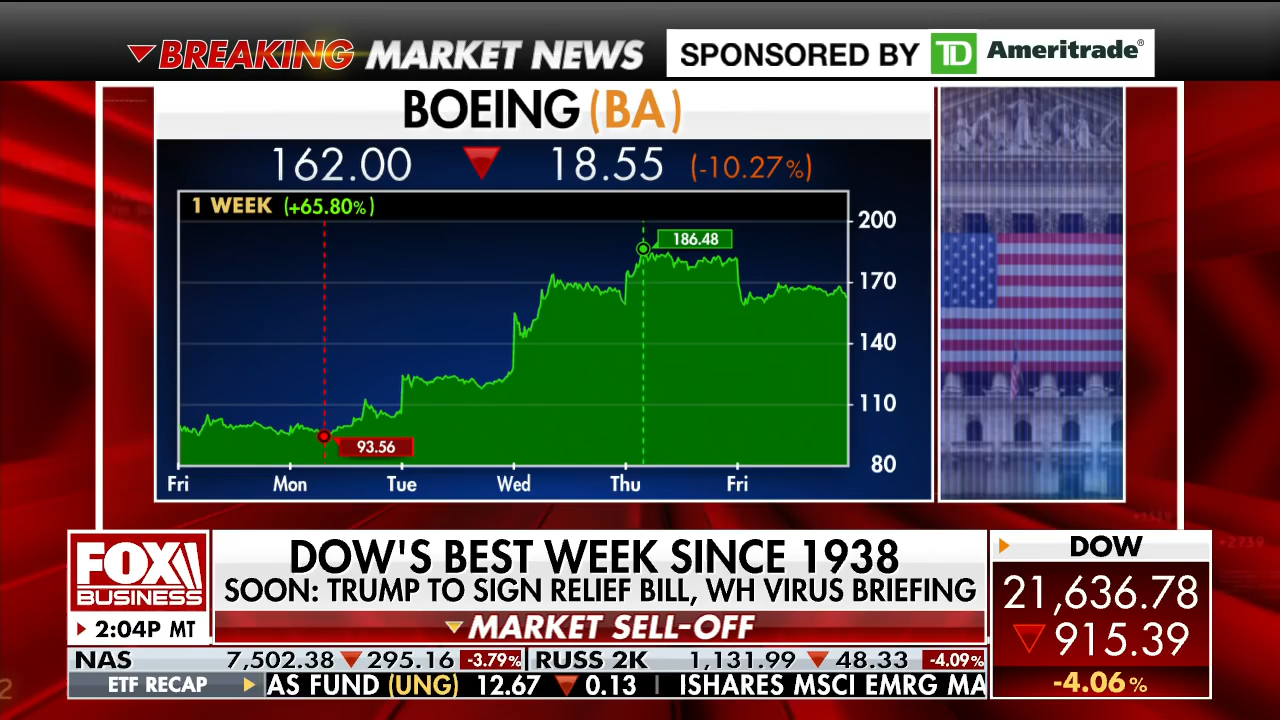 BREAKING MARKET NEWS
SPONSORED BY TD Ameritrade®
BOEING (BA)
162.00 18.55 (-10.27%)
1 WEEK (+65.80%)
200
186.48
170
140
110
93.56
80
Fri Mon Tue Wed Thu Fri
FOX BUSINESS
2:04P MT
DOW'S BEST WEEK SINCE 1938
SOON: TRUMP TO SIGN RELIEF BILL, WH VIRUS BRIEFING
MARKET SELL-OFF
DOW
21,636.78
915.39
-4.06%
NAS 7,502.38 295.16 -3.79% RUSS 2K 1,131.99 48.33 -4.09%
ETF RECAP AS FUND (UNG) 12.67 0.13 | ISHARES MSCI EMRG MA